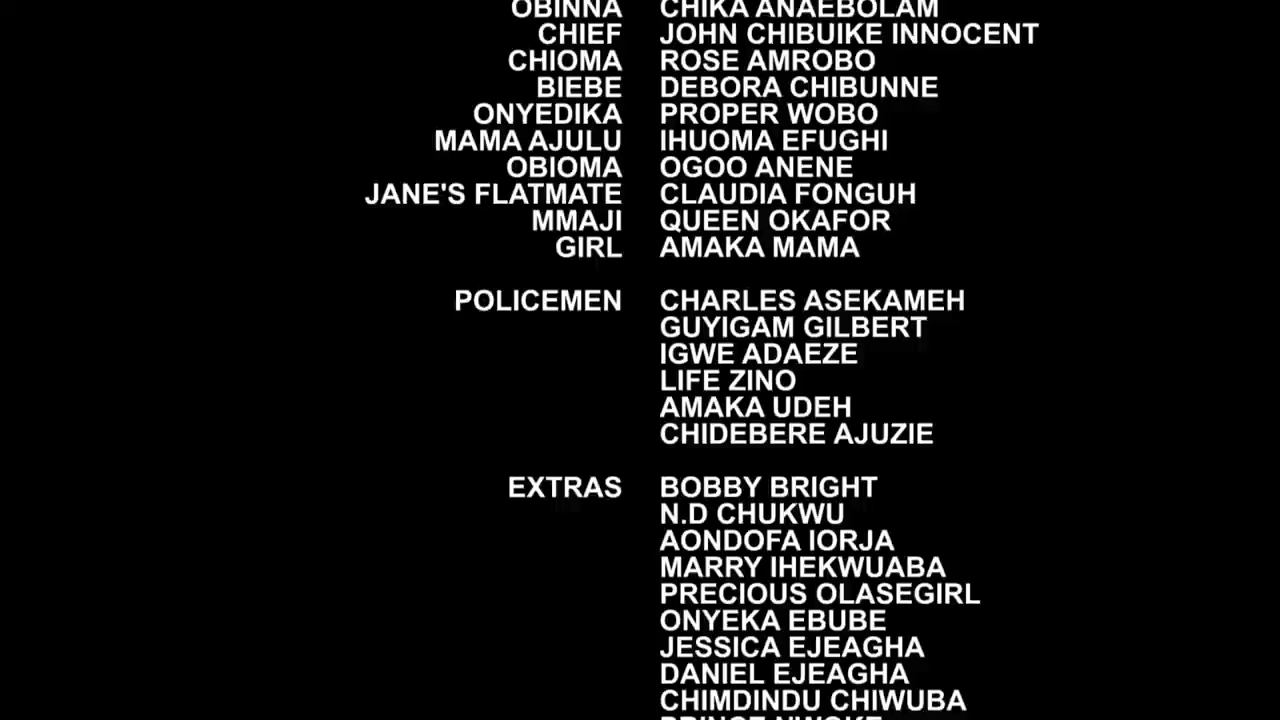 OBINNA CHIKA ANAEBOLAM
CHIEF JOHN CHIBUIKE INNOCENT
CHIOMA ROSE AMROBO
BIEBE DEBORA CHIBUNNE
ONYEDIKA PROPER WOBO
MAMA AJULU IHUOMA EFUGHI
OBIOMA OGOO ANENE
JANE'S FLATMATE CLAUDIA FONGUH
MMAJI QUEEN OKAFOR
GIRL AMAKA MAMA
POLICEMEN CHARLES ASEKAMEH
GUYIGAM GILBERT
IGWE ADAEZE
LIFE ZINO
AMAKA UDEH
CHIDEBERE AJUZIE
EXTRAS BOBBY BRIGHT
N.D CHUKWU
AONDOFA IORJA
MARRY IHEKWUABA
PRECIOUS OLASEGIRL
ONYEKA EBUBE
JESSICA EJEAGHA
DANIEL EJEAGHA
CHIMDINDU CHIWUBA
PRINCE NWOKE